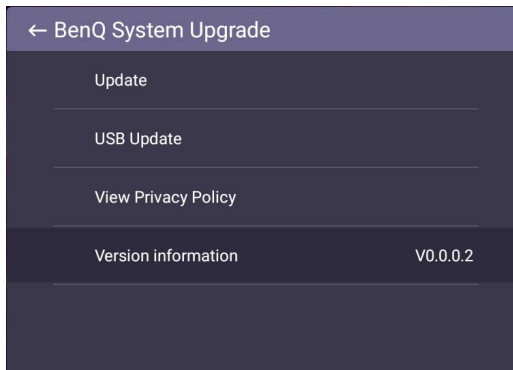 ← BenQ System Upgrade
Update
USB Update
View Privacy Policy
Version information V0.0.0.2